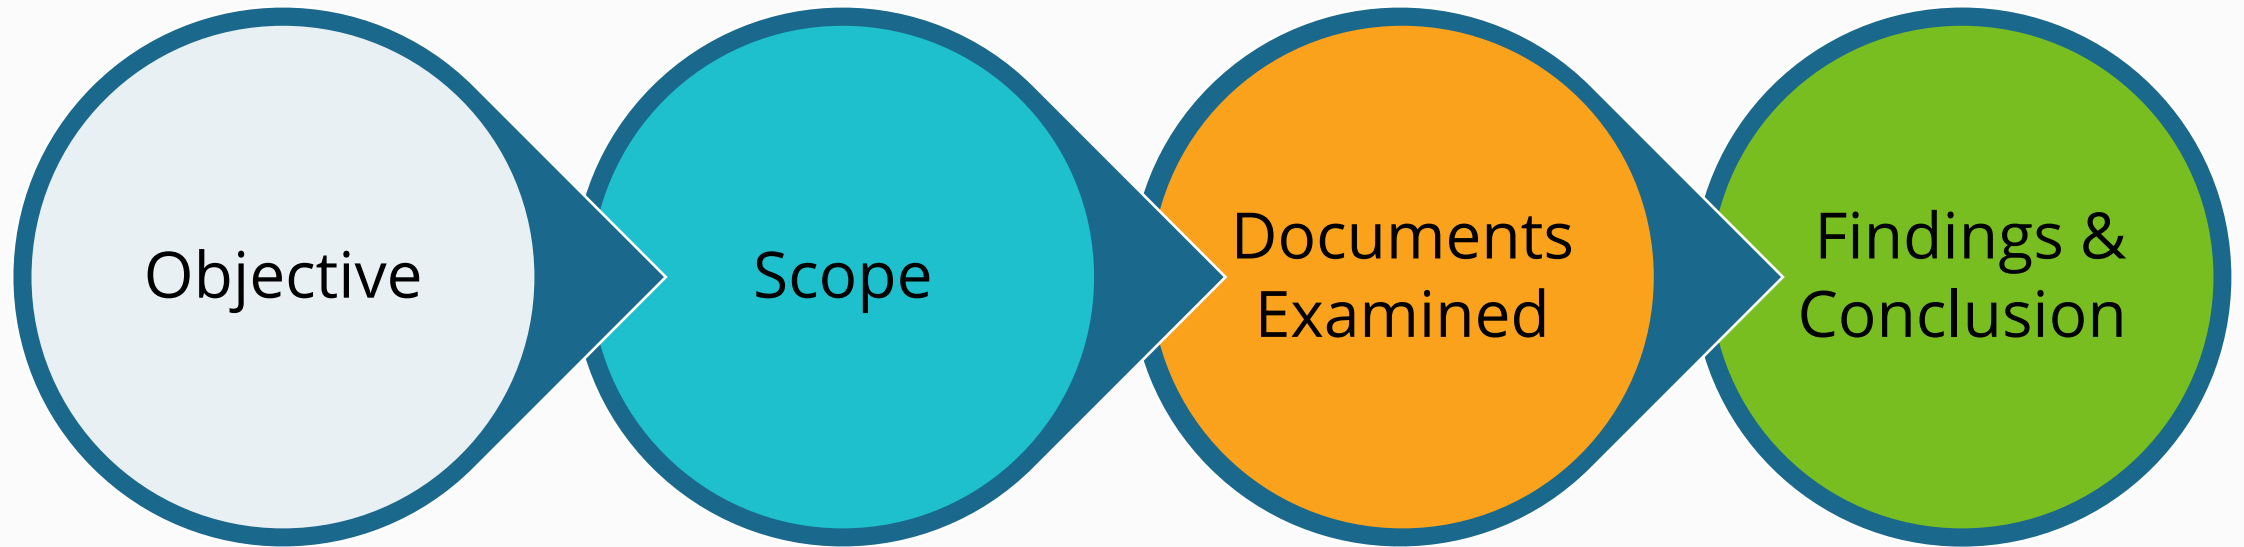 Objective
Scope
Documents
Examined
Findings &
Conclusion